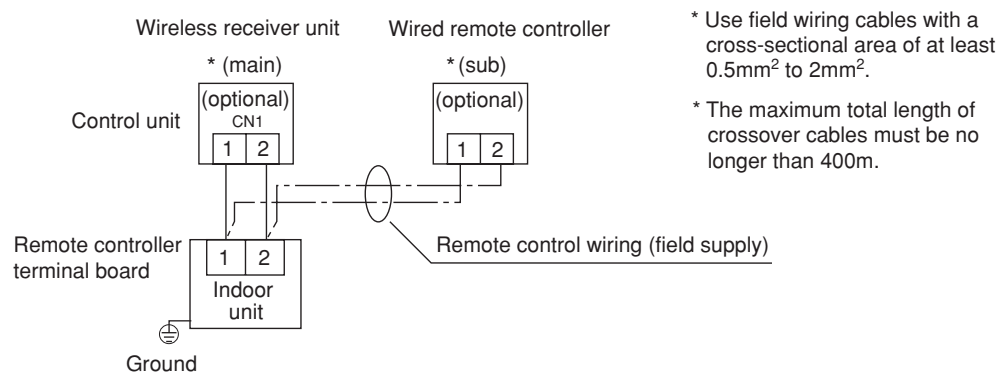 Wireless receiver unit
* (main)
Wired remote controller
* (sub)
* Use field wiring cables with a
cross-sectional area of at least
0.5mm² to 2mm².
* The maximum total length of
crossover cables must be no
longer than 400m.
Control unit
(optional)
CN1
1 2
(optional)
1 2
Remote controller
terminal board
1 2
Indoor
unit
Remote control wiring (field supply)
Ground